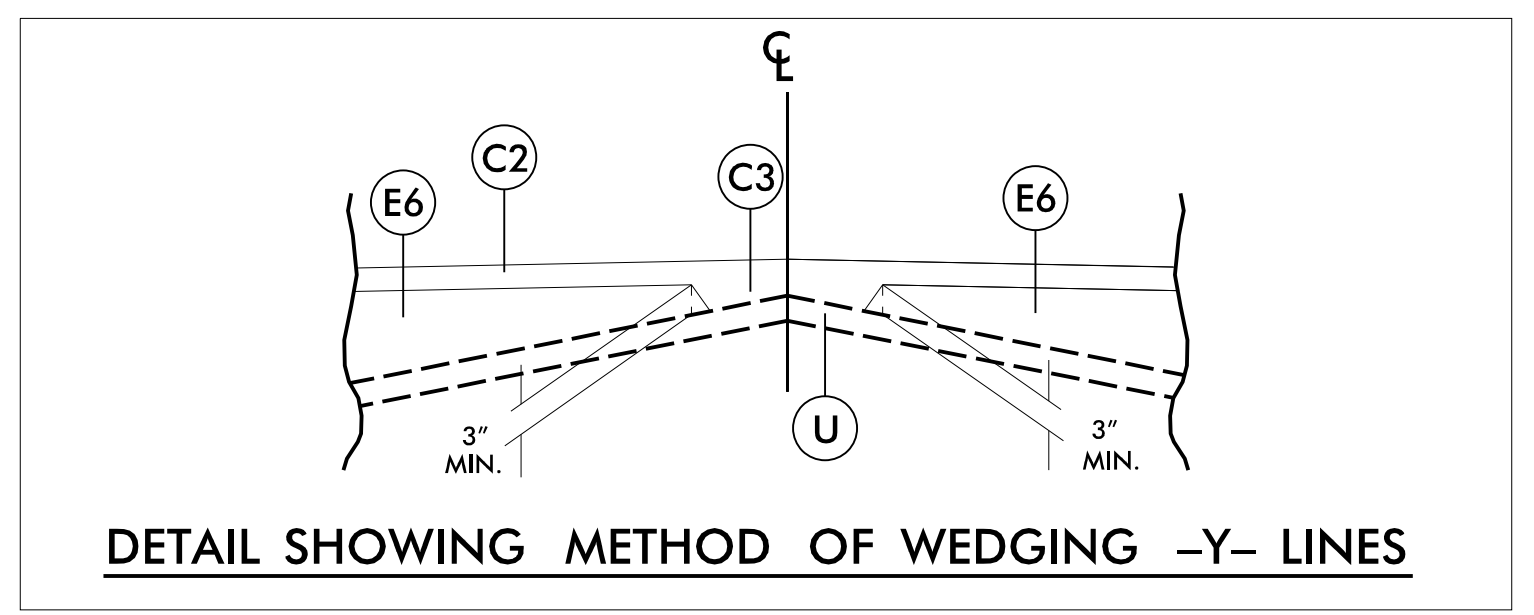 ℄
C2
C3
E6
E6
U
3"
MIN.
3"
MIN.
DETAIL SHOWING METHOD OF WEDGING –Y– LINES